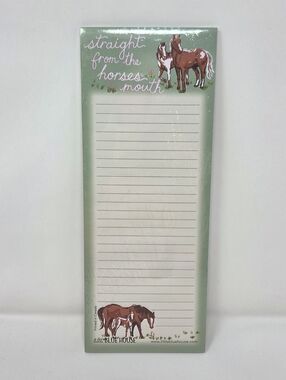 straight
from the
horses
mouth
BLUE HOUSE